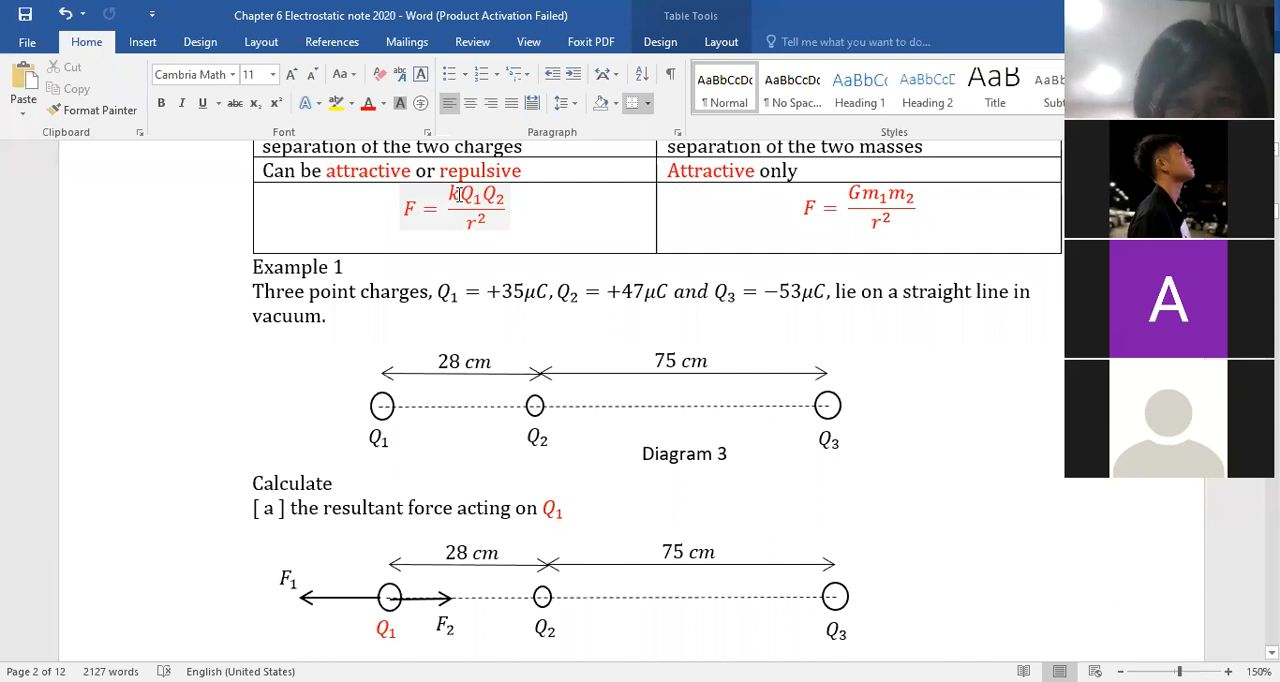 Chapter 6 Electrostatic note 2020 - Word (Product Activation Failed)
Table Tools
File Home Insert Design Layout References Mailings Review View Foxit PDF Design Layout Tell me what you want to do...
Cut
Copy
Format Painter
Paste
Cambria Math 11
AaBbCcDc AaBbCcDc AaBbC AaBbCcD AaB
¶ Normal ¶ No Spac... Heading 1 Heading 2 Title Subt
Clipboard Font Paragraph Styles
separation of the two charges separation of the two masses
Can be attractive or repulsive Attractive only
F = kQ₁Q₂/r² F = Gm₁m₂/r²
Example 1
Three point charges, Q₁ = +35μC, Q₂ = +47μC and Q₃ = −53μC, lie on a straight line in
vacuum.
28 cm 75 cm
Q₁ Q₂ Q₃
Diagram 3
Calculate
[ a ] the resultant force acting on Q₁
28 cm 75 cm
F₁
F₂
Q₁ Q₂ Q₃
A
Page 2 of 12 2127 words English (United States) 150%